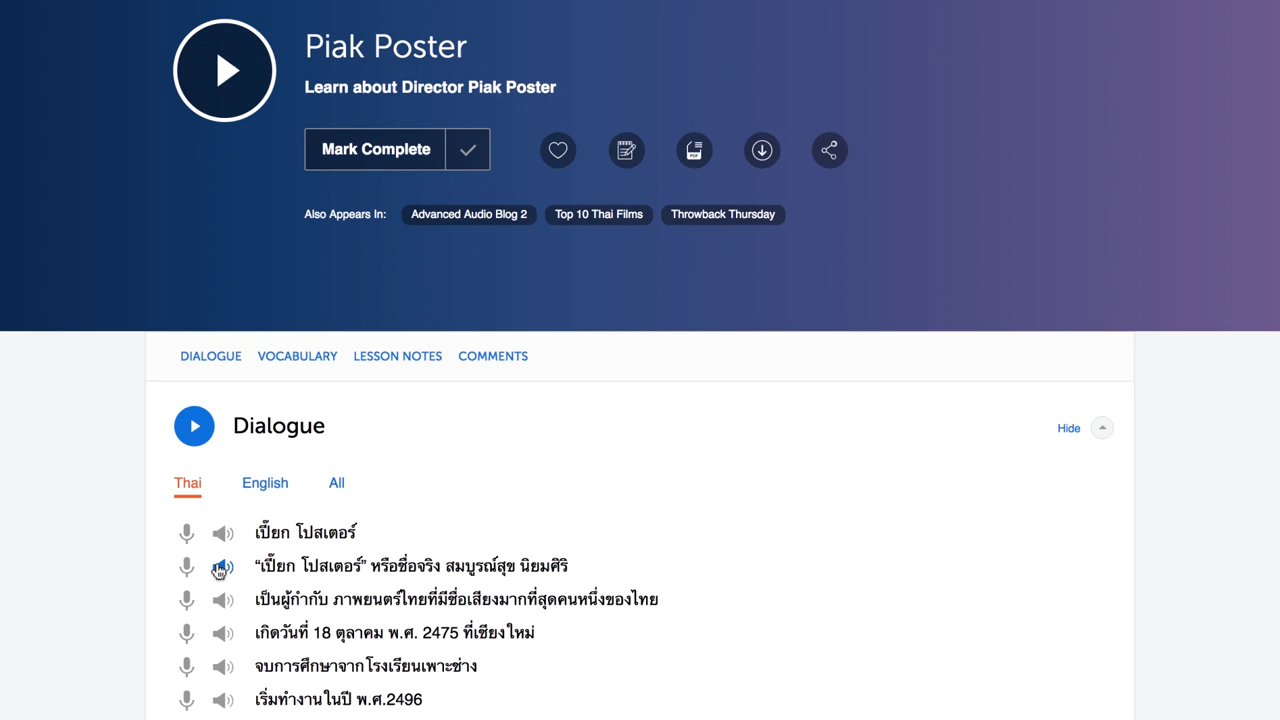 Piak Poster
Learn about Director Piak Poster
Mark Complete
PDF
Also Appears In: Advanced Audio Blog 2 Top 10 Thai Films Throwback Thursday
DIALOGUE VOCABULARY LESSON NOTES COMMENTS
Dialogue
Hide
Thai English All
เปี๊ยก โปสเตอร์
“เปี๊ยก โปสเตอร์” หรือชื่อจริง สมบูรณ์สุข นิยมศิริ
เป็นผู้กำกับ ภาพยนตร์ไทยที่มีชื่อเสียงมากที่สุดคนหนึ่งของไทย
เกิดวันที่ 18 ตุลาคม พ.ศ. 2475 ที่เชียงใหม่
จบการศึกษาจากโรงเรียนเพาะช่าง
เริ่มทำงานในปี พ.ศ.2496